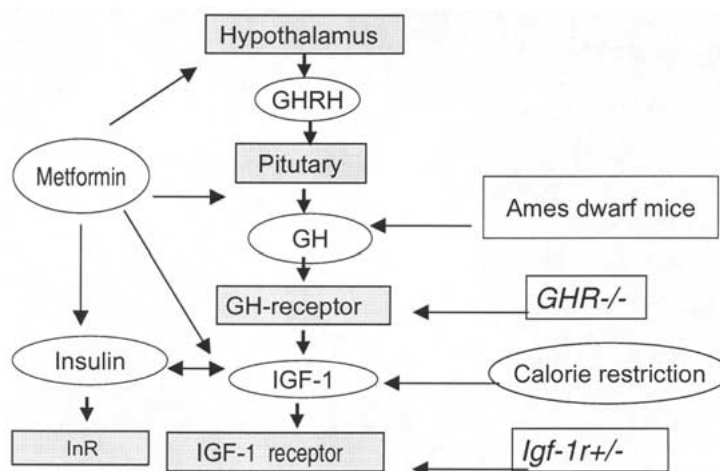 Hypothalamus
GHRH
Metformin
Pitutary
Ames dwarf mice
GH
GH-receptor
GHR-/-
Insulin
IGF-1
Calorie restriction
InR
IGF-1 receptor
Igf-1r+/-